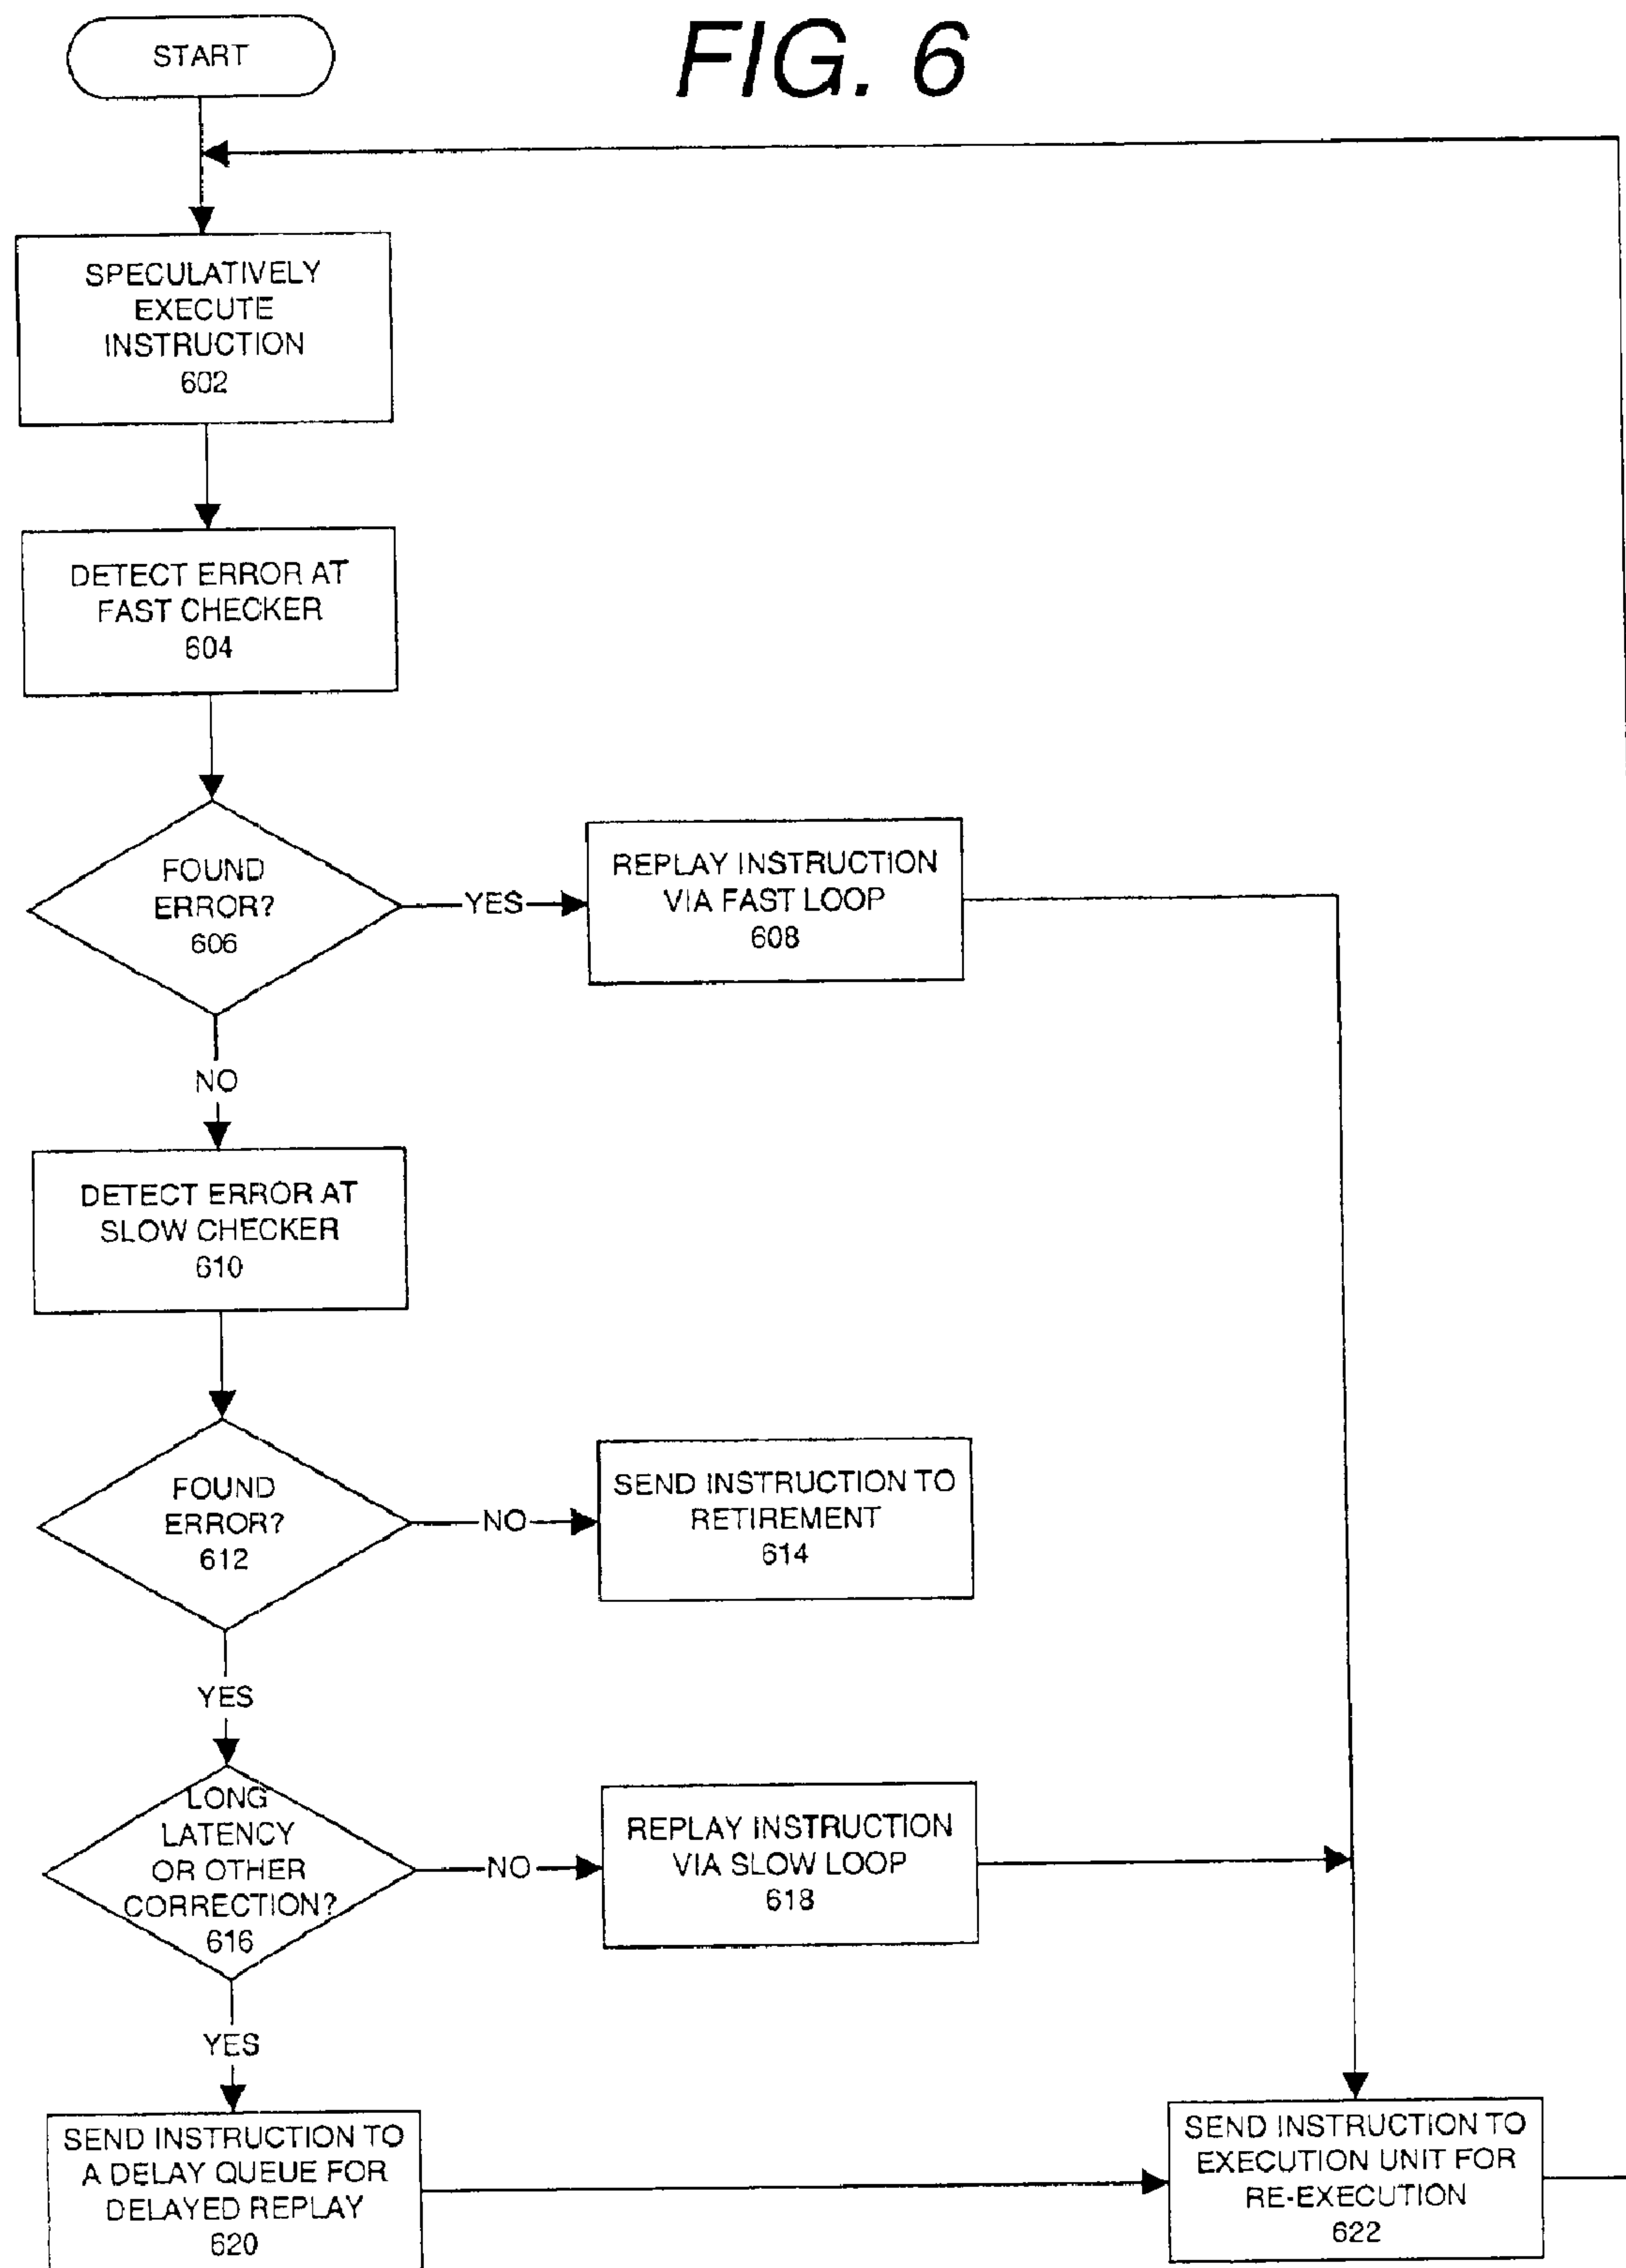 FIG. 6
START
SPECULATIVELY
EXECUTE
INSTRUCTION
602
DETECT ERROR AT
FAST CHECKER
604
FOUND
ERROR?
606
YES
REPLAY INSTRUCTION
VIA FAST LOOP
608
NO
DETECT ERROR AT
SLOW CHECKER
610
FOUND
ERROR?
612
NO
SEND INSTRUCTION TO
RETIREMENT
614
YES
LONG
LATENCY
OR OTHER
CORRECTION?
616
NO
REPLAY INSTRUCTION
VIA SLOW LOOP
618
YES
SEND INSTRUCTION TO
A DELAY QUEUE FOR
DELAYED REPLAY
620
SEND INSTRUCTION TO
EXECUTION UNIT FOR
RE-EXECUTION
622